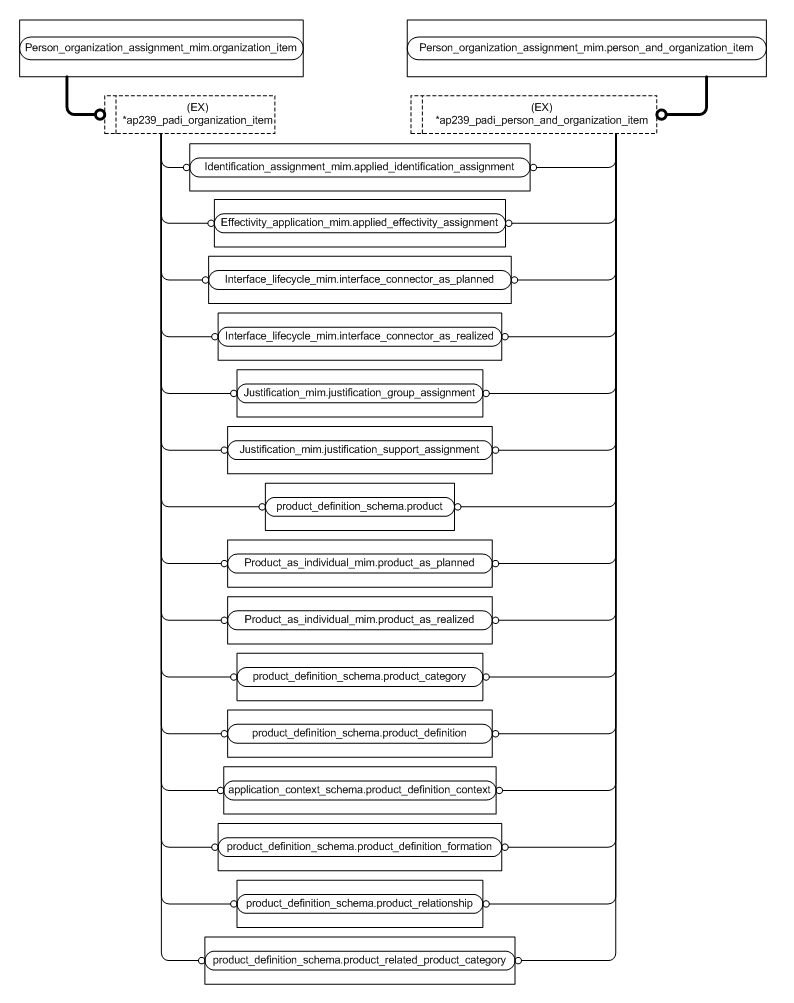 Person_organization_assignment_mim.organization_item
Person_organization_assignment_mim.person_and_organization_item
(EX)
*ap239_padi_organization_item
(EX)
*ap239_padi_person_and_organization_item
Identification_assignment_mim.applied_identification_assignment
Effectivity_application_mim.applied_effectivity_assignment
Interface_lifecycle_mim.interface_connector_as_planned
Interface_lifecycle_mim.interface_connector_as_realized
Justification_mim.justification_group_assignment
Justification_mim.justification_support_assignment
product_definition_schema.product
Product_as_individual_mim.product_as_planned
Product_as_individual_mim.product_as_realized
product_definition_schema.product_category
product_definition_schema.product_definition
application_context_schema.product_definition_context
product_definition_schema.product_definition_formation
product_definition_schema.product_relationship
product_definition_schema.product_related_product_category